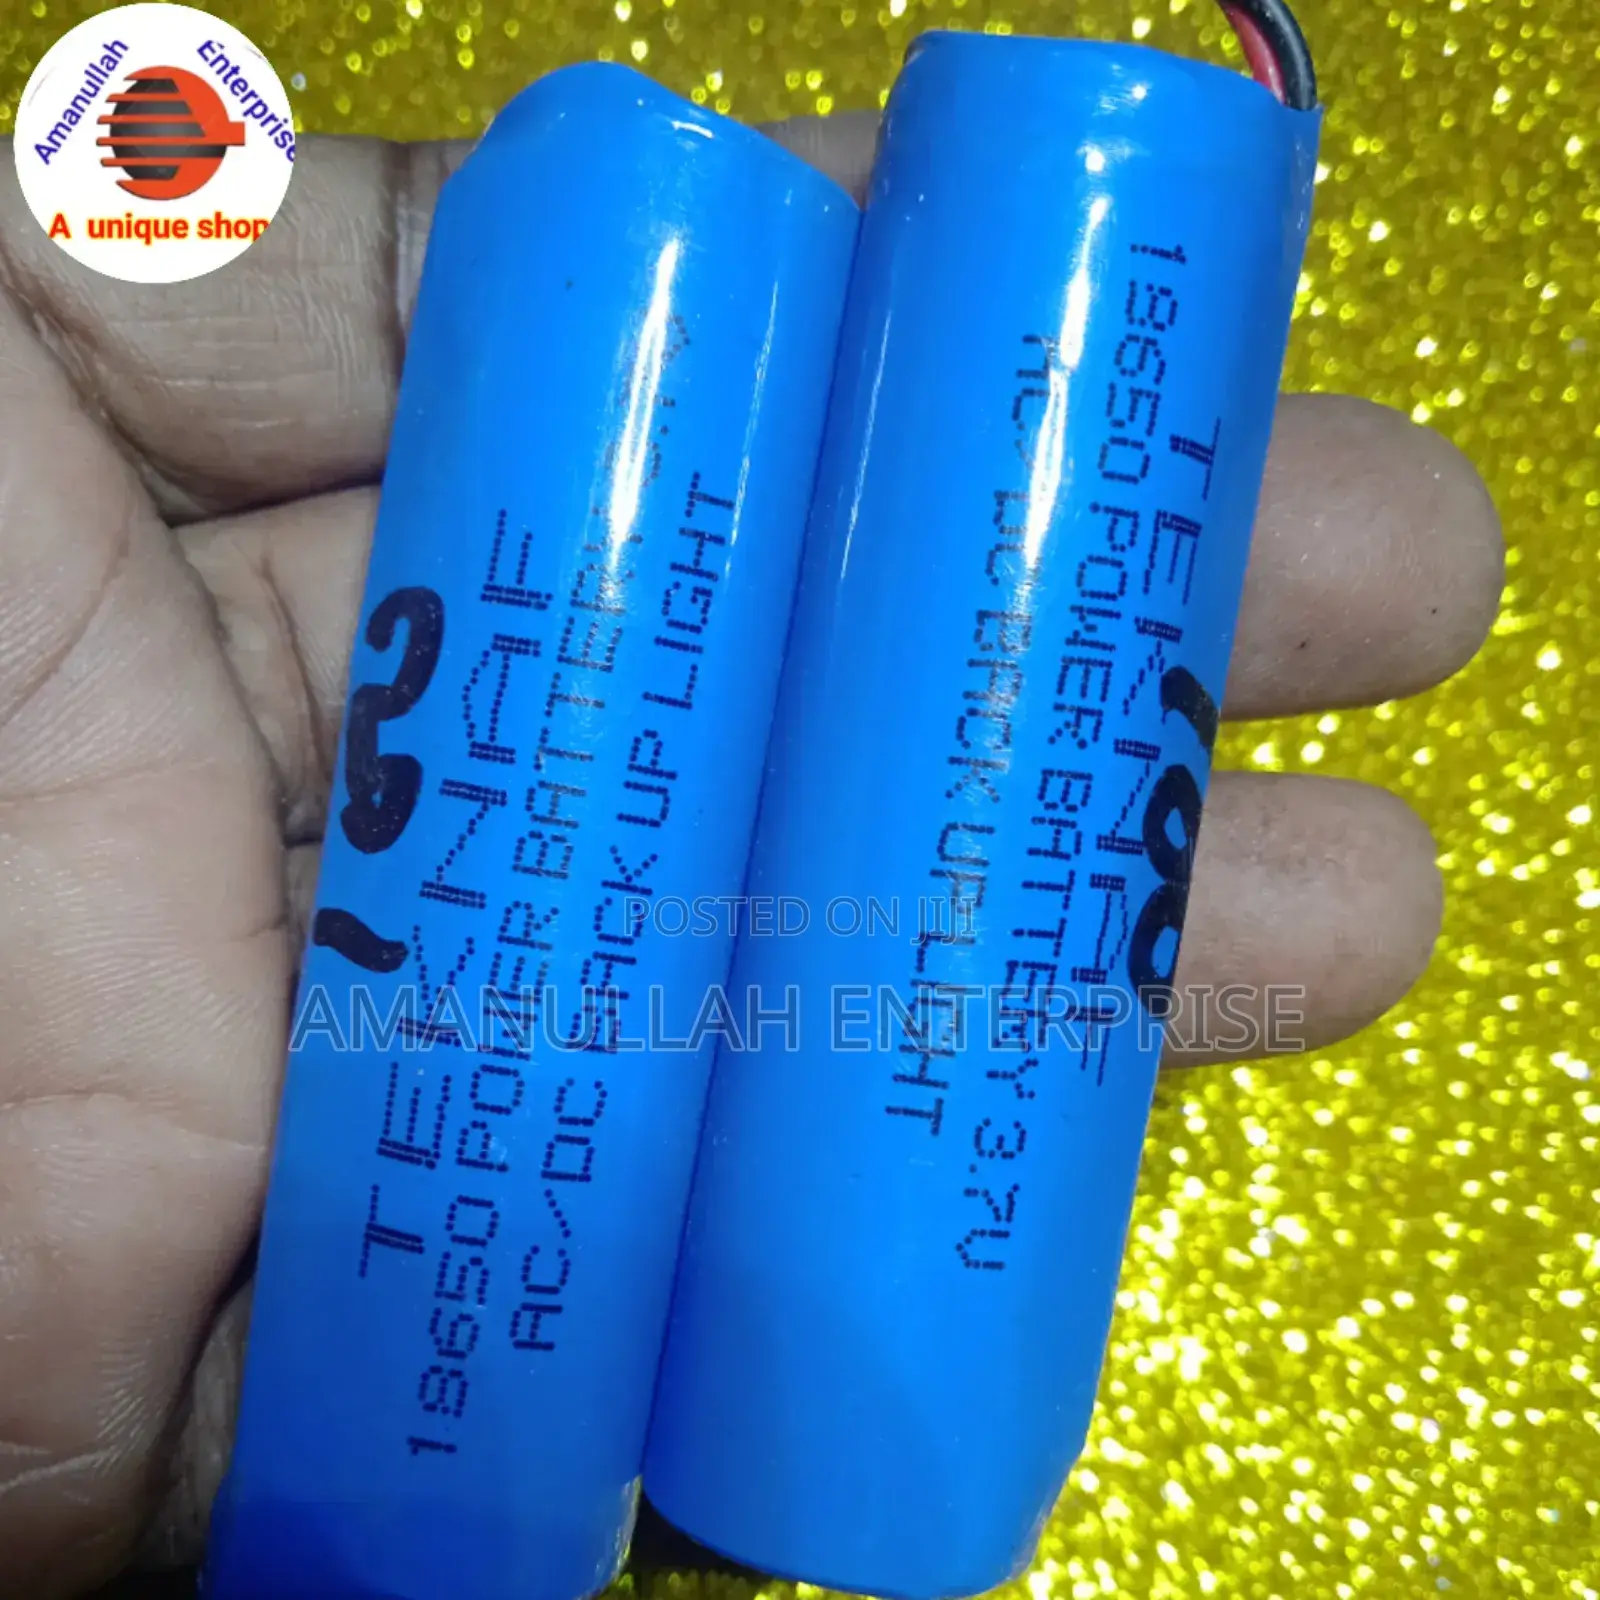 Amanullah Enterprise
A unique shop
TEKNAF
18650 POWER BATTERY 3.7V
AC/DC BACK UP LIGHT
TEKNAF
18650 POWER BATTERY 3.7V
AC/DC BACK UP LIGHT
POSTED ON JIJI
AMANULLAH ENTERPRISE